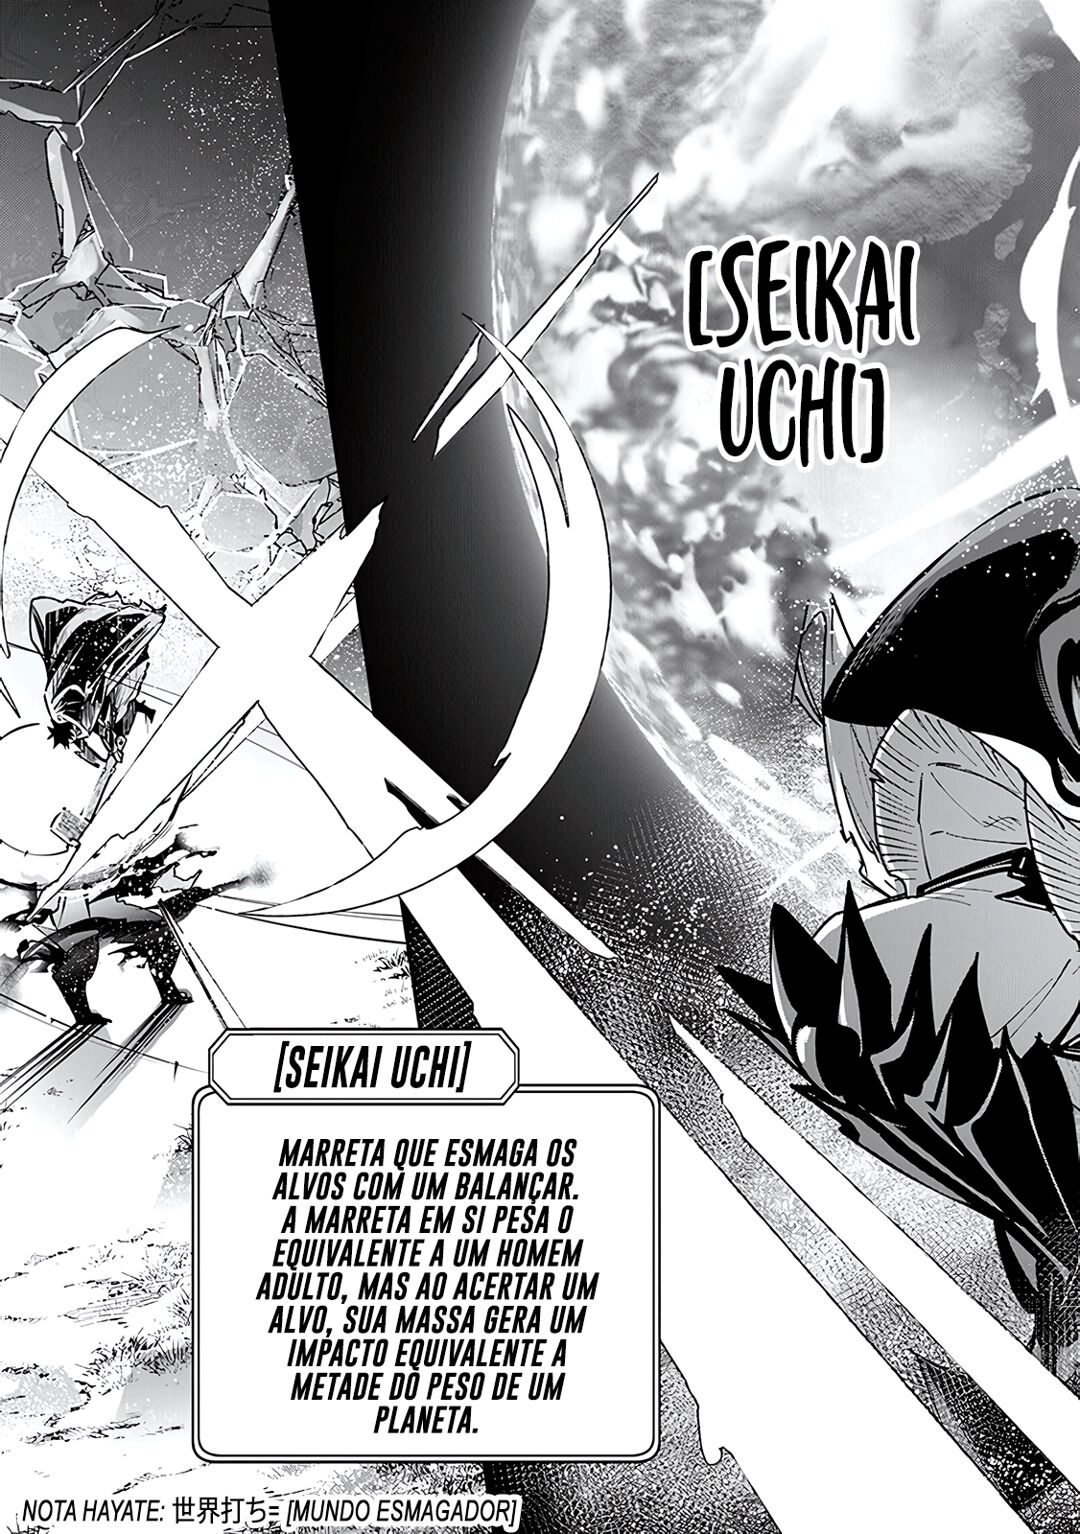 [SEIKAI
UCHI]
[SEIKAI UCHI]
MARRETA QUE ESMAGA OS
ALVOS COM UM BALANÇAR.
A MARRETA EM SI PESA O
EQUIVALENTE A UM HOMEM
ADULTO, MAS AO ACERTAR UM
ALVO, SUA MASSA GERA UM
IMPACTO EQUIVALENTE A
METADE DO PESO DE UM
PLANETA.
NOTA HAYATE: 世界打ち= [MUNDO ESMAGADOR]